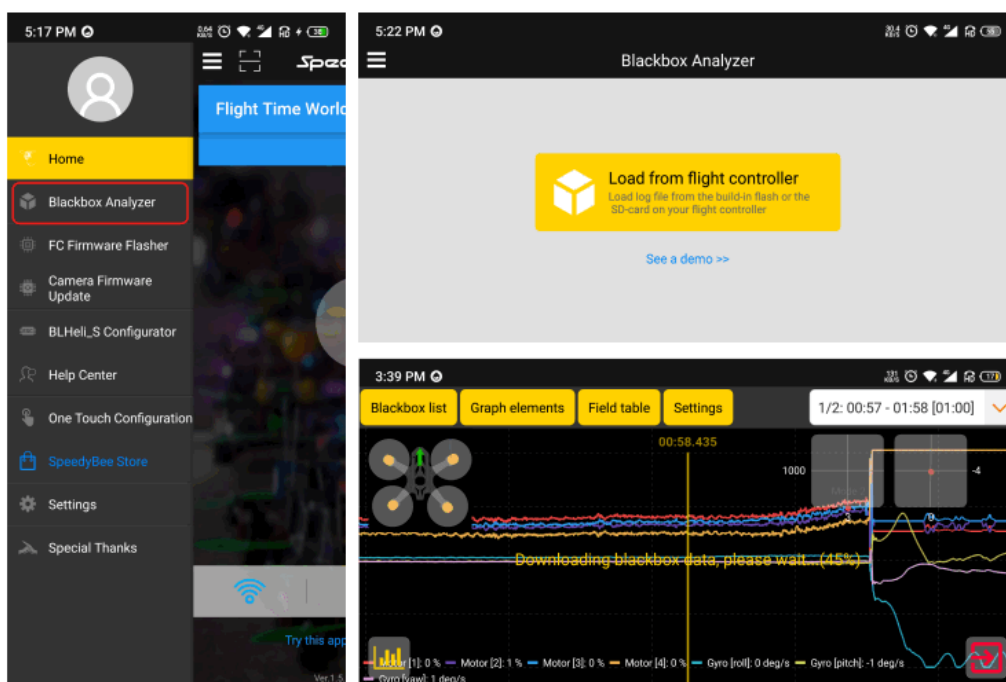 5:17 PM
Home
Blackbox Analyzer
FC Firmware Flasher
Camera Firmware
Update
BLHeli_S Configurator
Help Center
One Touch Configuration
SpeedyBee Store
Settings
Special Thanks
Flight Time World
Try this app
Ver.1.5
5:22 PM
Blackbox Analyzer
Load from flight controller
Load log file from the build-in flash or the
SD-card on your flight controller
See a demo >>
3:39 PM
Blackbox list
Graph elements
Field table
Settings
1/2: 00:57 - 01:58 [01:00]
00:58.435
1000
-4
Downloading blackbox data, please wait...(45%)
Motor [1]: 0 % Motor [2]: 1 % Motor [3]: 0 % Motor [4]: 0 % Gyro [roll]: 0 deg/s Gyro [pitch]: -1 deg/s
Gyro [yaw]: 1 deg/s